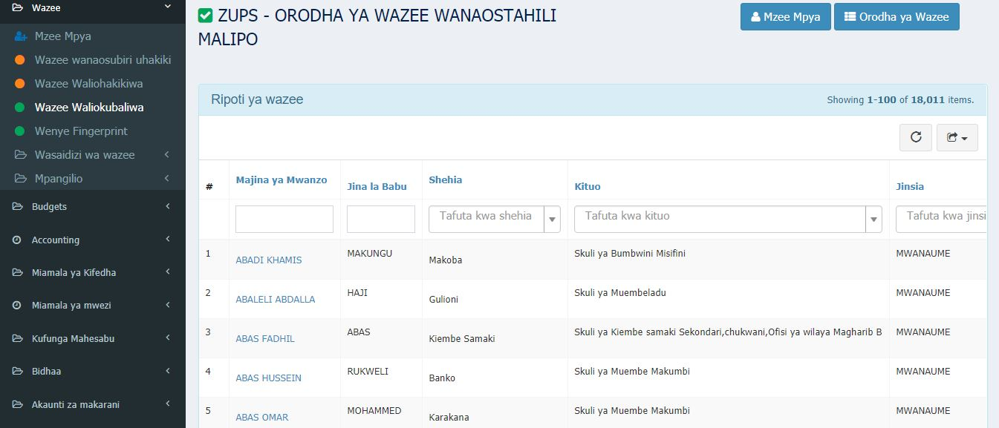 Wazee
Mzee Mpya
Wazee wanaosubiri uhakiki
Wazee Waliohakikiwa
Wazee Waliokubaliwa
Wenye Fingerprint
Wasaidizi wa wazee
Mpangilio
Budgets
Accounting
Miamala ya Kifedha
Miamala ya mwezi
Kufunga Mahesabu
Bidhaa
Akaunti za makarani
ZUPS - ORODHA YA WAZEE WANAOSTAHILI
MALIPO
Mzee Mpya Orodha ya Wazee
Ripoti ya wazee Showing 1-100 of 18,011 items.
# Majina ya Mwanzo Jina la Babu Shehia Kituo Jinsia
Tafuta kwa shehia Tafuta kwa kituo Tafuta kwa jinsi
1 ABADI KHAMIS MAKUNGU Makoba Skuli ya Bumbwini Misifini MWANAUME
2 ABALELI ABDALLA HAJI Gulioni Skuli ya Muembeladu MWANAUME
3 ABAS FADHIL ABAS Kiembe Samaki Skuli ya Kiembe samaki Sekondari,chukwani,Ofisi ya wilaya Magharib B MWANAUME
4 ABAS HUSSEIN RUKWELI Banko Skuli ya Muembe Makumbi MWANAUME
5 ABAS OMAR MOHAMMED Karakana Skuli ya Muembe Makumbi MWANAUME